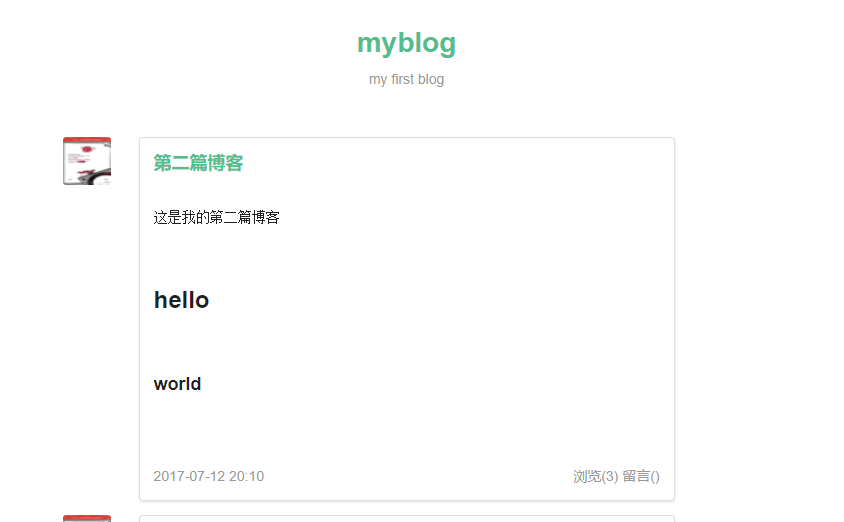 myblog
my first blog
第二篇博客
这是我的第二篇博客
hello
world
2017-07-12 20:10 浏览(3) 留言()